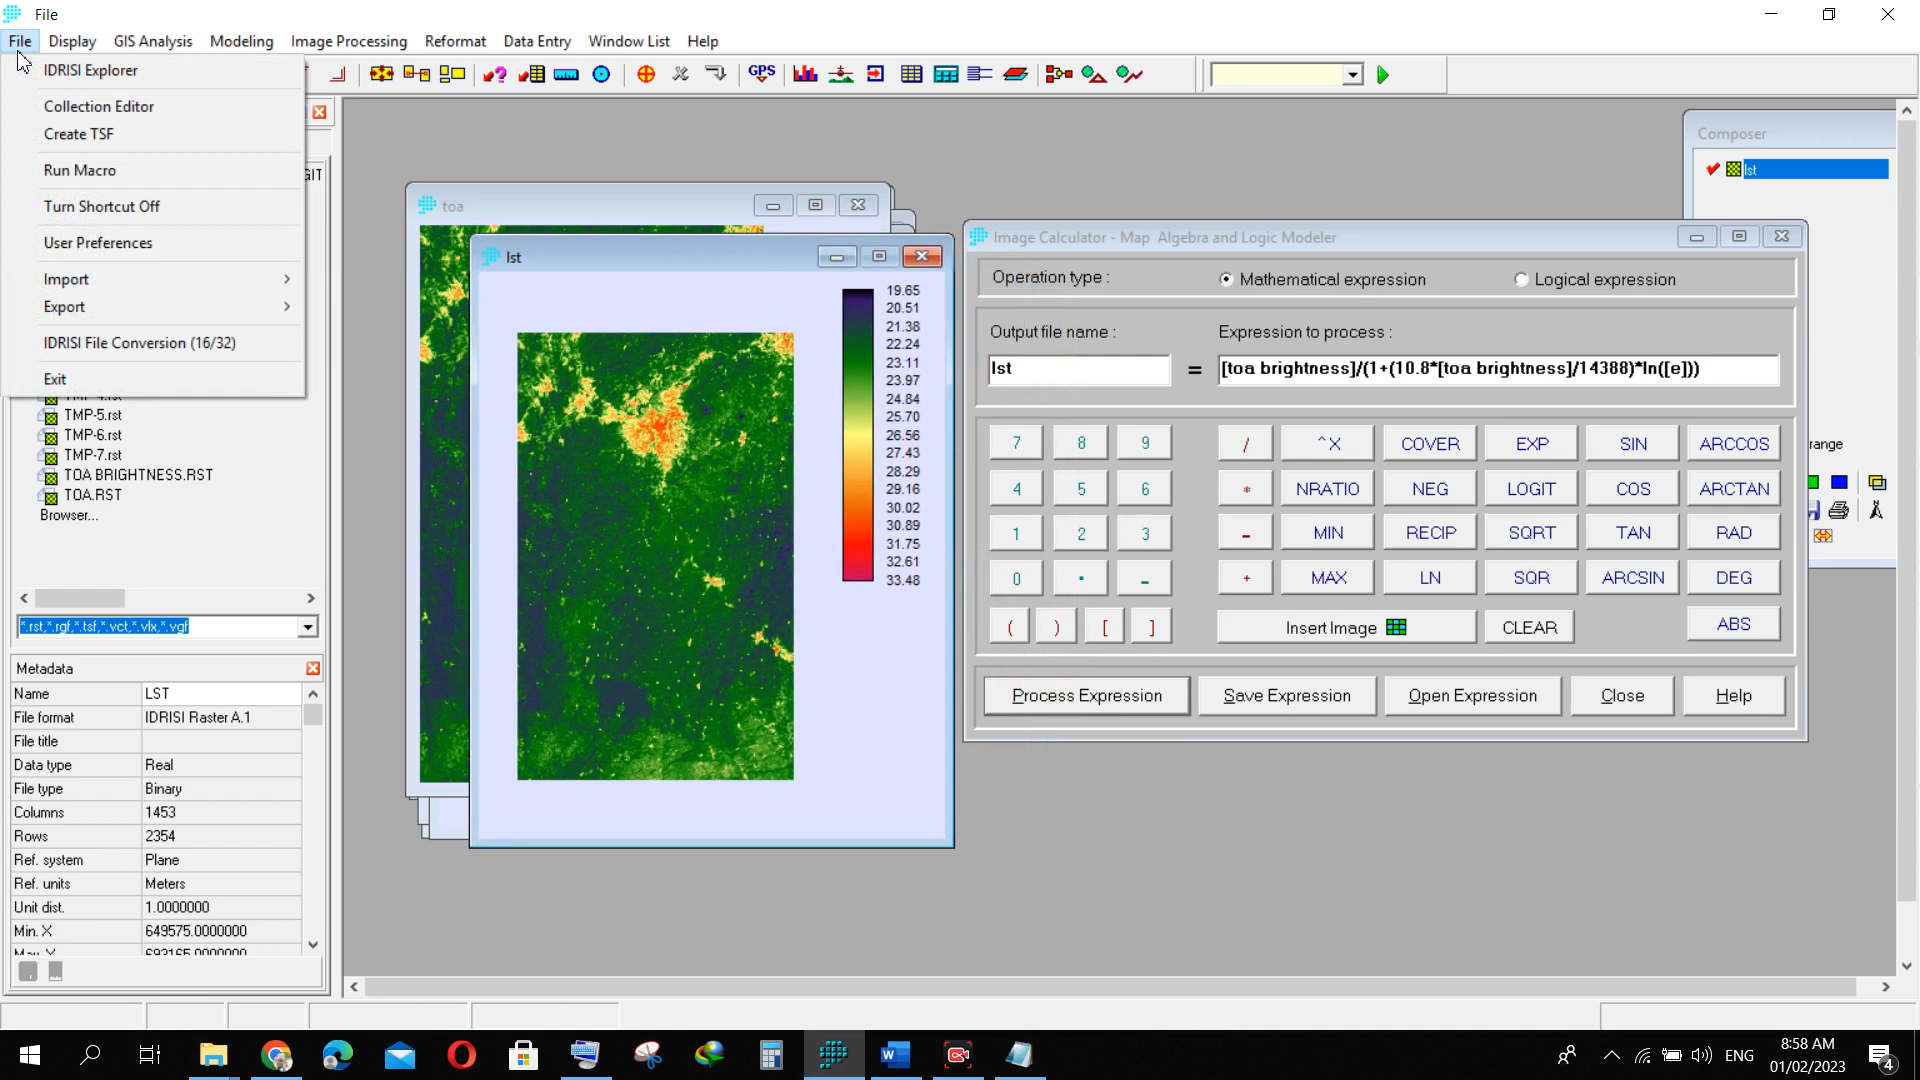 File
File Display GIS Analysis Modeling Image Processing Reformat Data Entry Window List Help
IDRISI Explorer
Collection Editor
Create TSF
Run Macro
Turn Shortcut Off
User Preferences
Import
Export
IDRISI File Conversion (16/32)
Exit
GPS
TMP-5.rst
TMP-6.rst
TMP-7.rst
TOA BRIGHTNESS.RST
TOA.RST
Browser...
*.rst,*.rgf,*.tsf,*.vct,*.vlx,*.vgf
Metadata
Name LST
File format IDRISI Raster A.1
File title
Data type Real
File type Binary
Columns 1453
Rows 2354
Ref. system Plane
Ref. units Meters
Unit dist. 1.0000000
Min. X 649575.0000000
toa
lst
19.65
20.51
21.38
22.24
23.11
23.97
24.84
25.70
26.56
27.43
28.29
29.16
30.02
30.89
31.75
32.61
33.48
Composer
lst
Image Calculator - Map Algebra and Logic Modeler
Operation type : Mathematical expression Logical expression
Output file name : Expression to process :
lst = [toa brightness]/(1+(10.8*[toa brightness]/14388)*ln([e]))
7 8 9 / ^X COVER EXP SIN ARCCOS
4 5 6 * NRATIO NEG LOGIT COS ARCTAN
1 2 3 - MIN RECIP SQRT TAN RAD
0 . - + MAX LN SQR ARCSIN DEG
( ) [ ] Insert Image CLEAR ABS
Process Expression Save Expression Open Expression Close Help
ENG
8:58 AM
01/02/2023
4